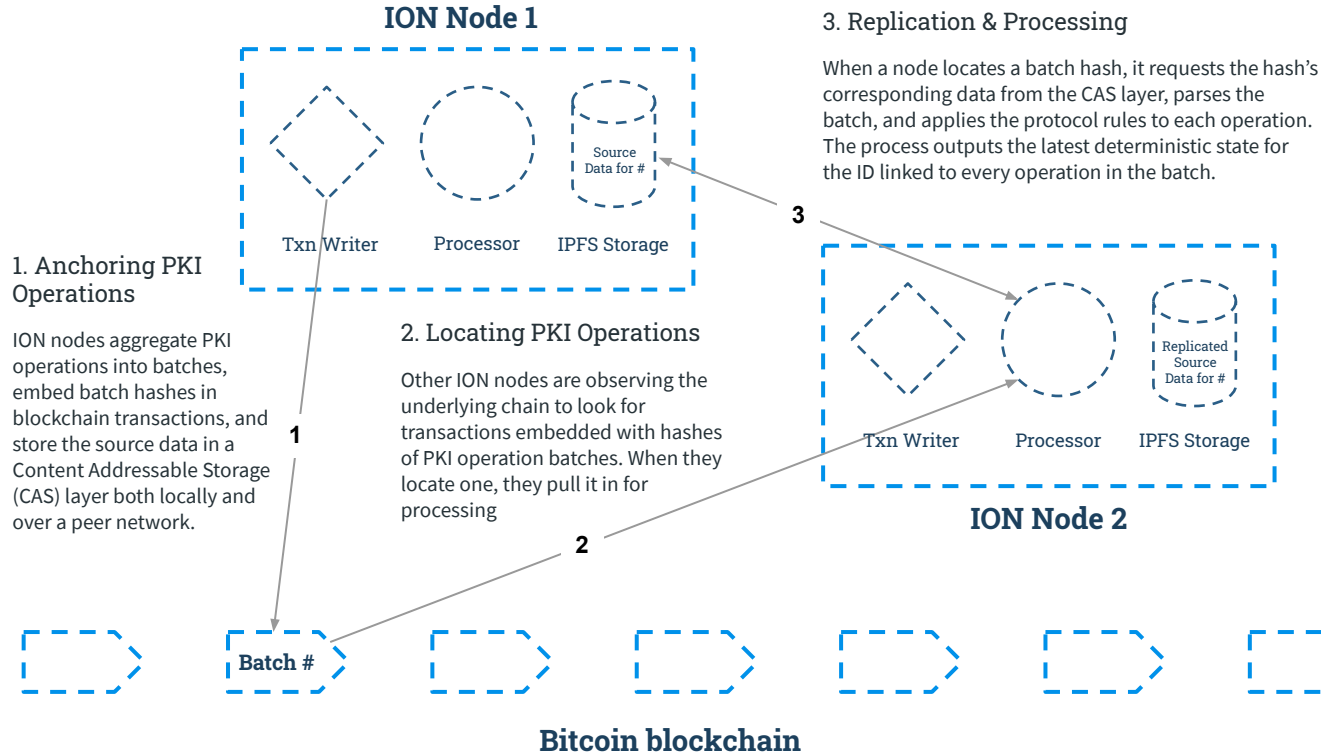 ION Node 1
Source
Data for #
Txn Writer
Processor
IPFS Storage
1. Anchoring PKI
Operations
ION nodes aggregate PKI
operations into batches,
embed batch hashes in
blockchain transactions, and
store the source data in a
Content Addressable Storage
(CAS) layer both locally and
over a peer network.
1
2. Locating PKI Operations
Other ION nodes are observing the
underlying chain to look for
transactions embedded with hashes
of PKI operation batches. When they
locate one, they pull it in for
processing
2
3. Replication & Processing
When a node locates a batch hash, it requests the hash’s
corresponding data from the CAS layer, parses the
batch, and applies the protocol rules to each operation.
The process outputs the latest deterministic state for
the ID linked to every operation in the batch.
3
Replicated
Source
Data for #
Txn Writer
Processor
IPFS Storage
ION Node 2
Batch #
Bitcoin blockchain